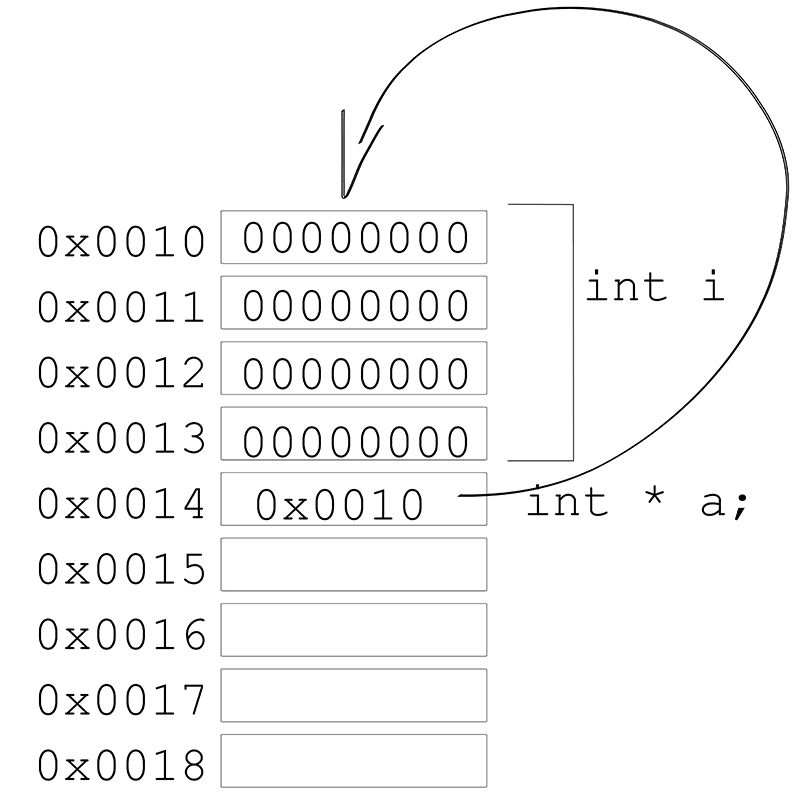 0x0010 00000000
0x0011 00000000
int i
0x0012 00000000
0x0013 00000000
0x0014 0x0010 int * a;
0x0015
0x0016
0x0017
0x0018